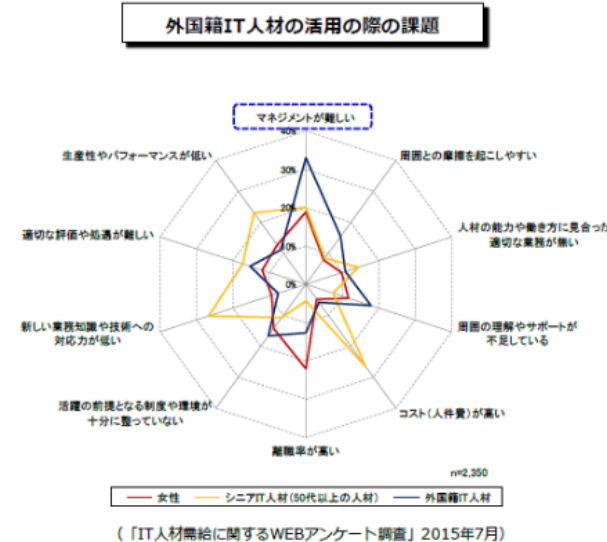 外国籍IT人材の活用の際の課題
マネジメントが難しい
40%
30%
20%
10%
0%
周囲との摩擦を起こしやすい
人材の能力や働き方に見合った
適切な業務が無い
周囲の理解やサポートが
不足している
コスト(人件費)が高い
離職率が高い
活躍の前提となる制度や環境が
十分に整っていない
新しい業務知識や技術への
対応力が低い
適切な評価や処遇が難しい
生産性やパフォーマンスが低い
n=2,350
女性 シニアIT人材(50代以上の人材) 外国籍IT人材
(「IT人材需給に関するWEBアンケート調査」2015年7月)